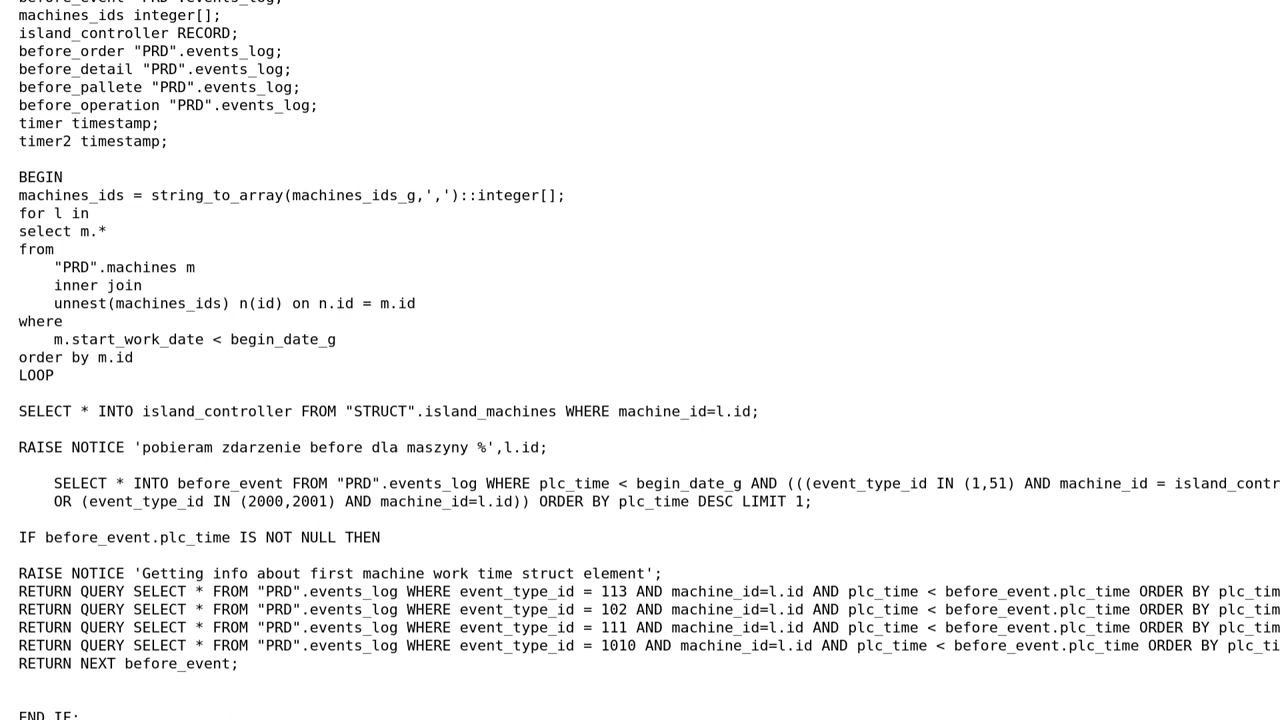 before_event "PRD".events_log;
machines_ids integer[];
island_controller RECORD;
before_order "PRD".events_log;
before_detail "PRD".events_log;
before_pallete "PRD".events_log;
before_operation "PRD".events_log;
timer timestamp;
timer2 timestamp;
BEGIN
machines_ids = string_to_array(machines_ids_g,',')::integer[];
for l in
select m.*
from
"PRD".machines m
inner join
unnest(machines_ids) n(id) on n.id = m.id
where
m.start_work_date < begin_date_g
order by m.id
LOOP
SELECT * INTO island_controller FROM "STRUCT".island_machines WHERE machine_id=l.id;
RAISE NOTICE 'pobieram zdarzenie before dla maszyny %',l.id;
SELECT * INTO before_event FROM "PRD".events_log WHERE plc_time < begin_date_g AND (((event_type_id IN (1,51) AND machine_id = island_contr
OR (event_type_id IN (2000,2001) AND machine_id=l.id)) ORDER BY plc_time DESC LIMIT 1;
IF before_event.plc_time IS NOT NULL THEN
RAISE NOTICE 'Getting info about first machine work time struct element';
RETURN QUERY SELECT * FROM "PRD".events_log WHERE event_type_id = 113 AND machine_id=l.id AND plc_time < before_event.plc_time ORDER BY plc_tim
RETURN QUERY SELECT * FROM "PRD".events_log WHERE event_type_id = 102 AND machine_id=l.id AND plc_time < before_event.plc_time ORDER BY plc_tim
RETURN QUERY SELECT * FROM "PRD".events_log WHERE event_type_id = 111 AND machine_id=l.id AND plc_time < before_event.plc_time ORDER BY plc_tim
RETURN QUERY SELECT * FROM "PRD".events_log WHERE event_type_id = 1010 AND machine_id=l.id AND plc_time < before_event.plc_time ORDER BY plc_ti
RETURN NEXT before_event;
END IF;